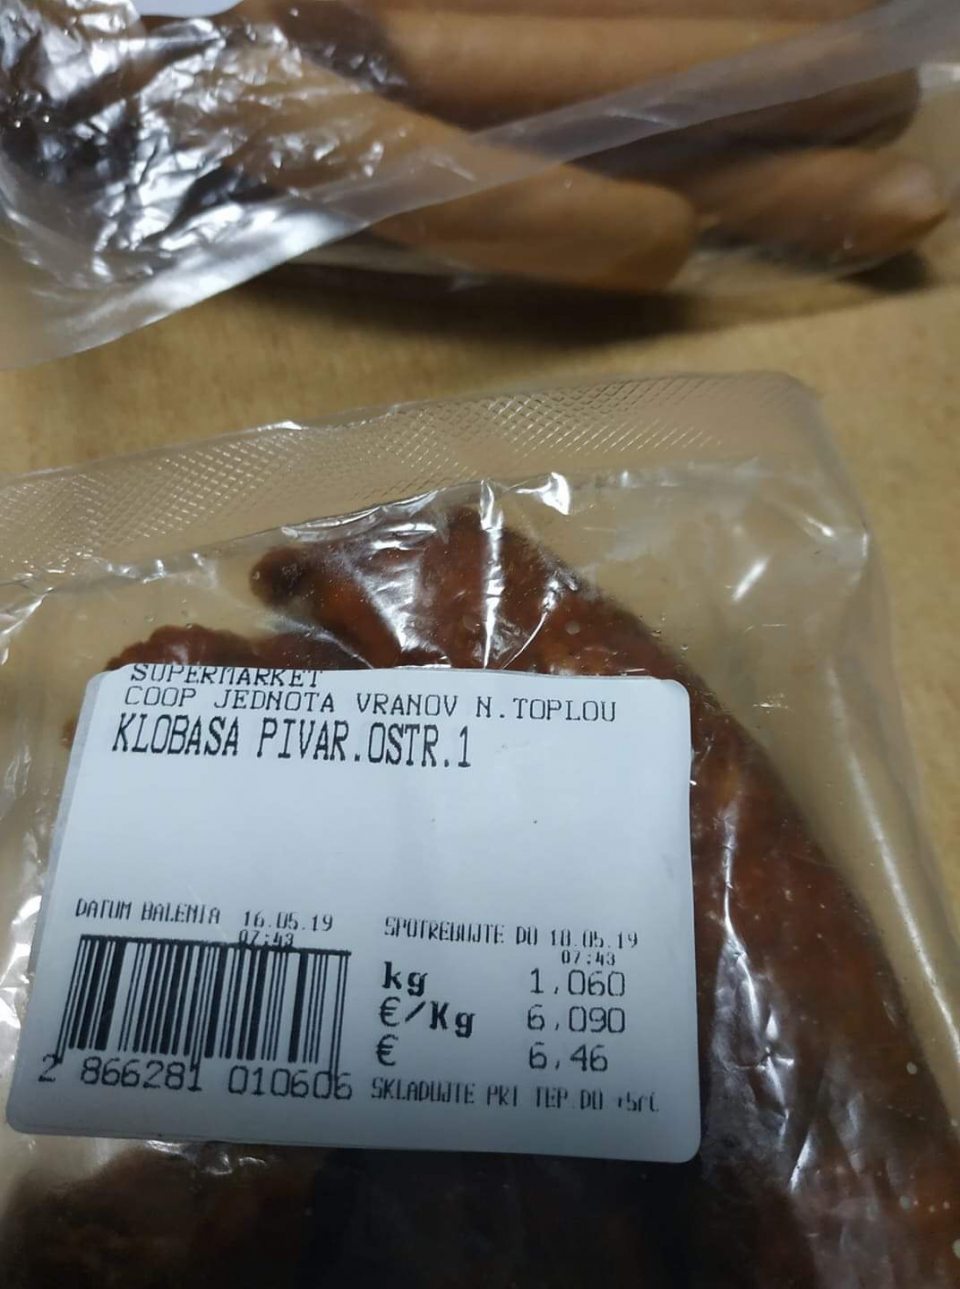 SUPERMARKET
COOP JEDNOTA VRANOV N.TOPLOU
KLOBASA PIVAR.OSTR.1
DATUM BALENIA 16.05.19
07:43
SPOTREBUJTE DO 18.05.19
07:43
kg 1,060
€/Kg 6,090
€ 6,46
2 866281 010606
SKLADUJTE PRI TEP.DO +5rC